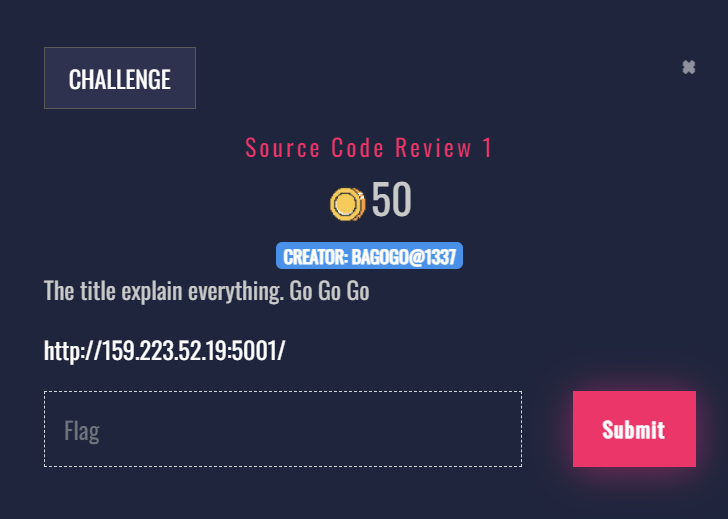 CHALLENGE
✖
Source Code Review 1
50
CREATOR: BAGOGO@1337
The title explain everything. Go Go Go
http://159.223.52.19:5001/
Flag
Submit